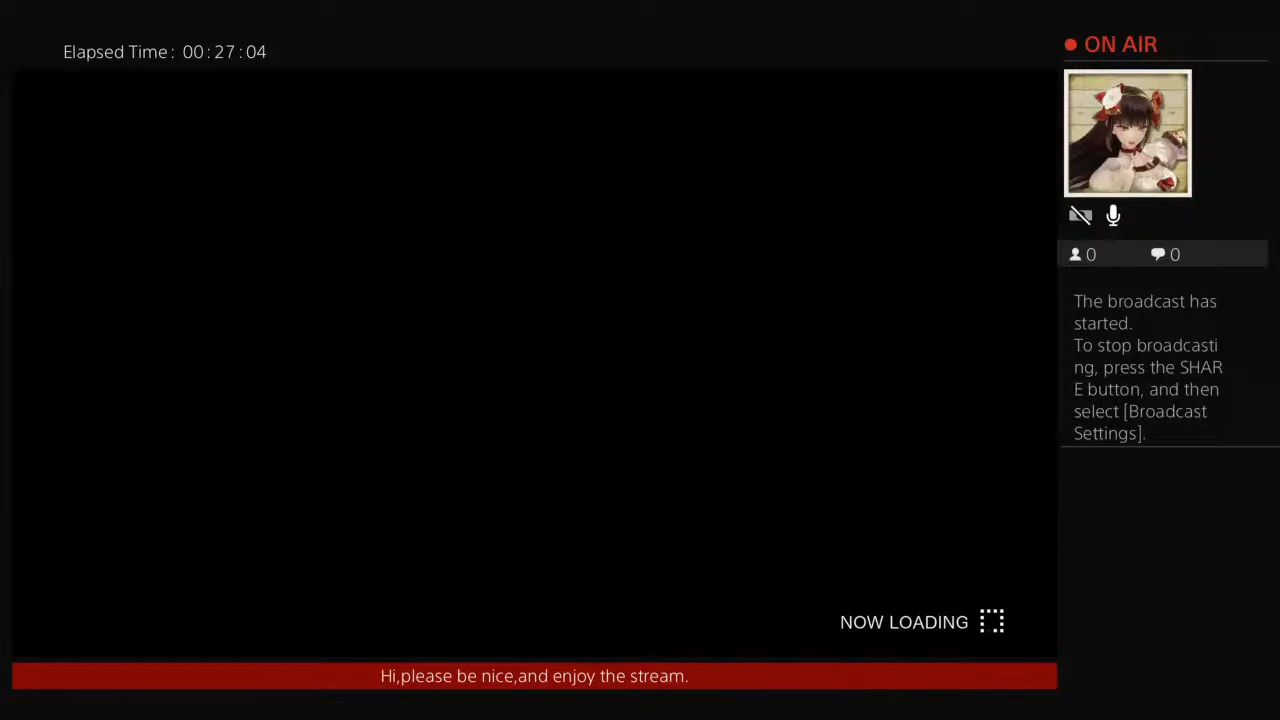 Elapsed Time: 00:27:04
ON AIR
0 0
The broadcast has
started.
To stop broadcasti
ng, press the SHAR
E button, and then
select [Broadcast
Settings].
NOW LOADING
Hi,please be nice,and enjoy the stream.